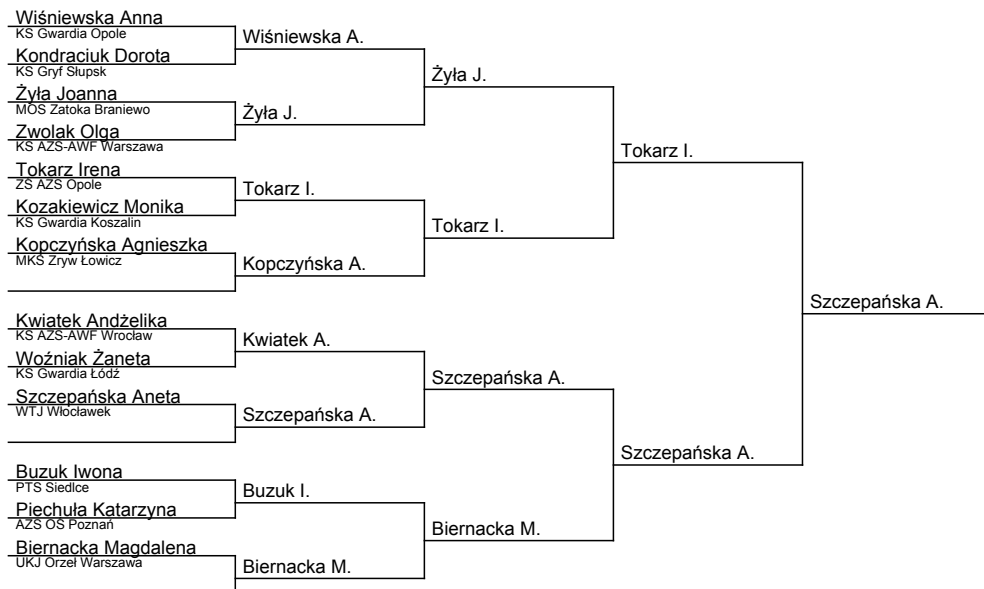 Wiśniewska Anna
KS Gwardia Opole
Wiśniewska A.
Kondraciuk Dorota
KS Gryf Słupsk
Żyła J.
Żyła Joanna
MOS Zatoka Braniewo
Żyła J.
Zwolak Olga
KS AZS-AWF Warszawa
Tokarz I.
Tokarz Irena
ZS AZS Opole
Tokarz I.
Kozakiewicz Monika
KS Gwardia Koszalin
Tokarz I.
Kopczyńska Agnieszka
MKS Zryw Łowicz
Kopczyńska A.
Szczepańska A.
Kwiatek Andżelika
KS AZS-AWF Wrocław
Kwiatek A.
Woźniak Żaneta
KS Gwardia Łódź
Szczepańska A.
Szczepańska Aneta
WTJ Włocławek
Szczepańska A.
Szczepańska A.
Buzuk Iwona
PTS Siedlce
Buzuk I.
Piechuła Katarzyna
AZS OŚ Poznań
Biernacka M.
Biernacka Magdalena
UKJ Orzeł Warszawa
Biernacka M.